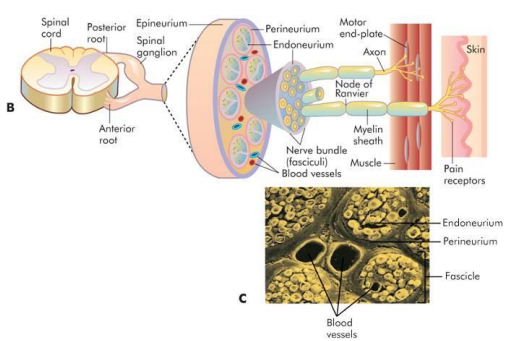 Spinal
cord
Posterior
root
Epineurium
Spinal
ganglion
Perineurium
Endoneurium
Motor
end-plate
Axon
Skin
B
Anterior
root
Node of
Ranvier
Myelin
sheath
Nerve bundle
(fasciculi)
Blood vessels
Muscle
Pain
receptors
Endoneurium
Perineurium
Fascicle
C
Blood
vessels